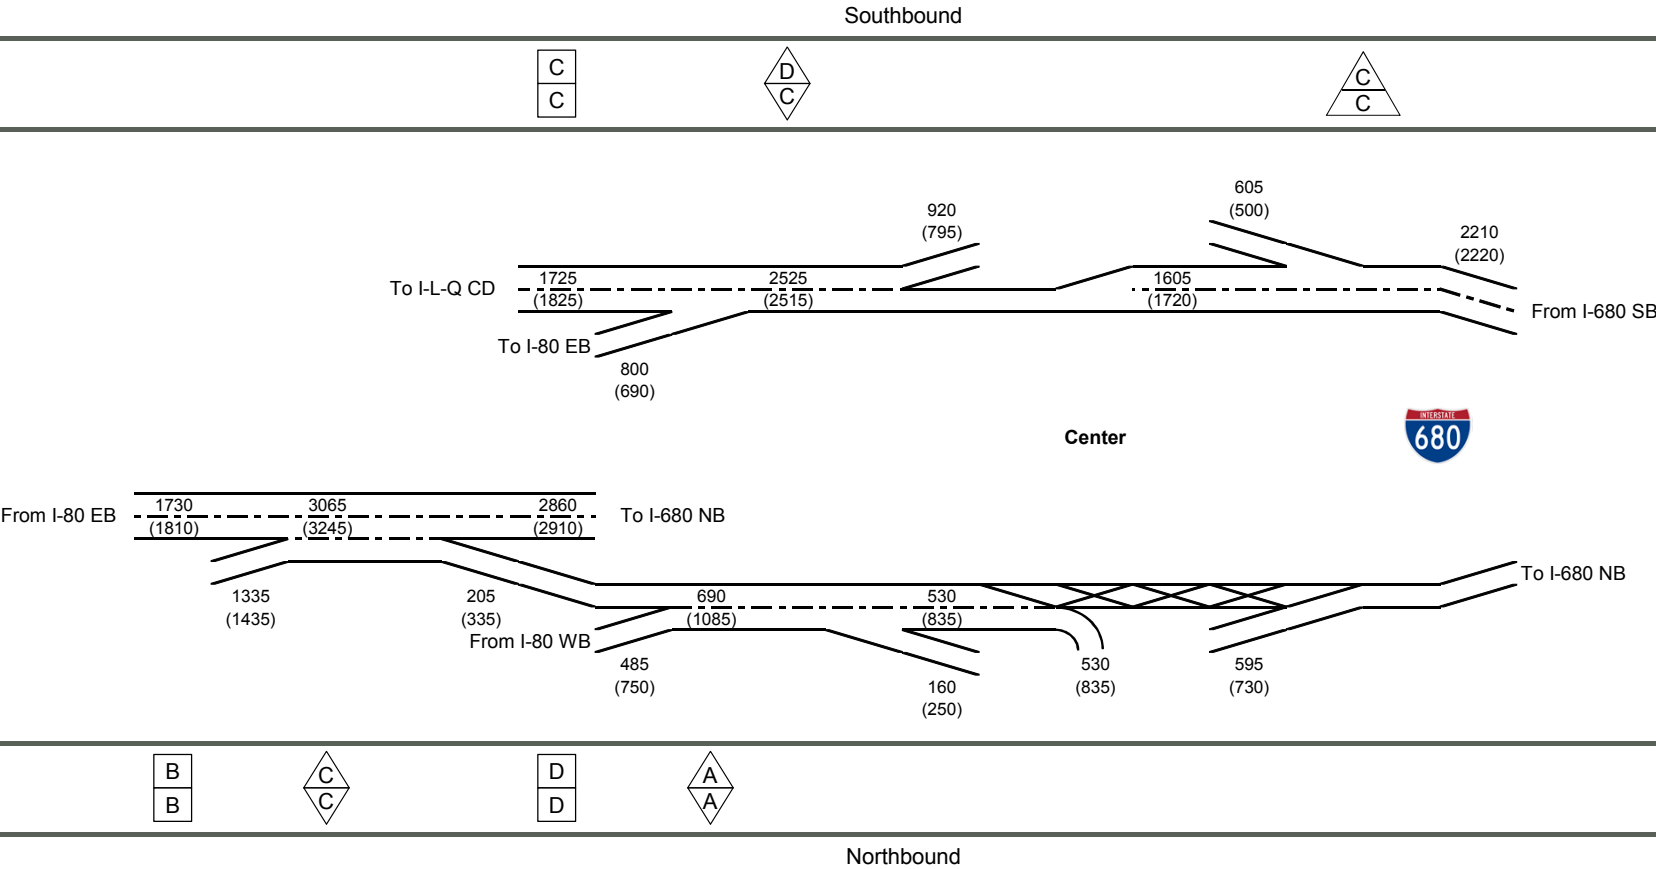 Southbound
C
C
D
C
C
C
605
(500)
920
(795)
2210
(2220)
To I-L-Q CD
1725
(1825)
2525
(2515)
1605
(1720)
From I-680 SB
To I-80 EB
800
(690)
Center
INTERSTATE
680
From I-80 EB
1730
(1810)
3065
(3245)
2860
(2910)
To I-680 NB
To I-680 NB
1335
(1435)
205
(335)
690
(1085)
530
(835)
From I-80 WB
485
(750)
160
(250)
530
(835)
595
(730)
B
B
C
C
D
D
A
A
Northbound